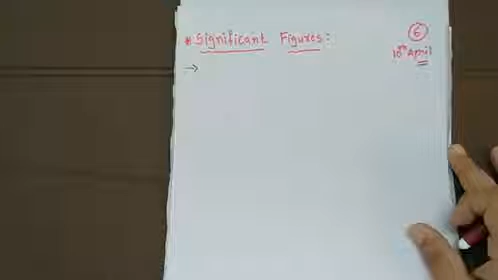 * Significant Figures :
6
10th April
→